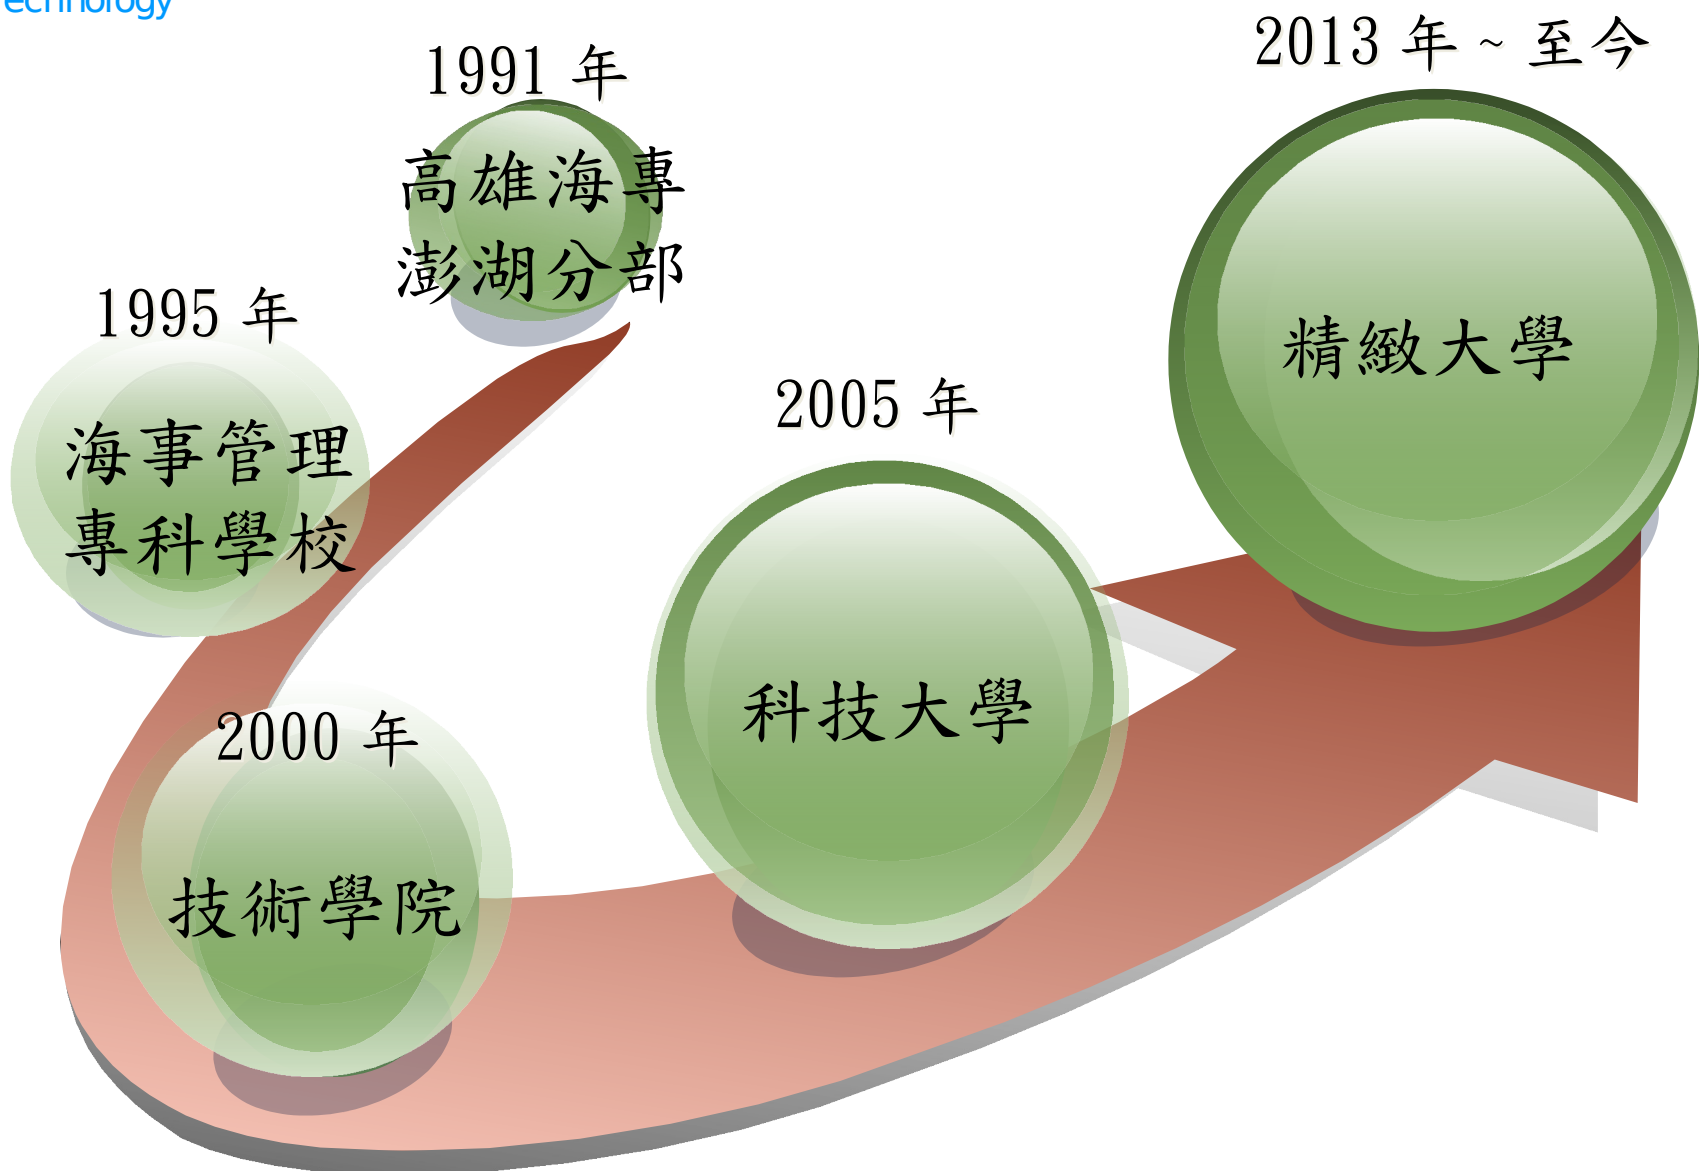 echnology
1991 年
高雄海專
澎湖分部
1995 年
海事管理
專科學校
2000 年
技術學院
2005 年
科技大學
2013 年 ~ 至今
精緻大學